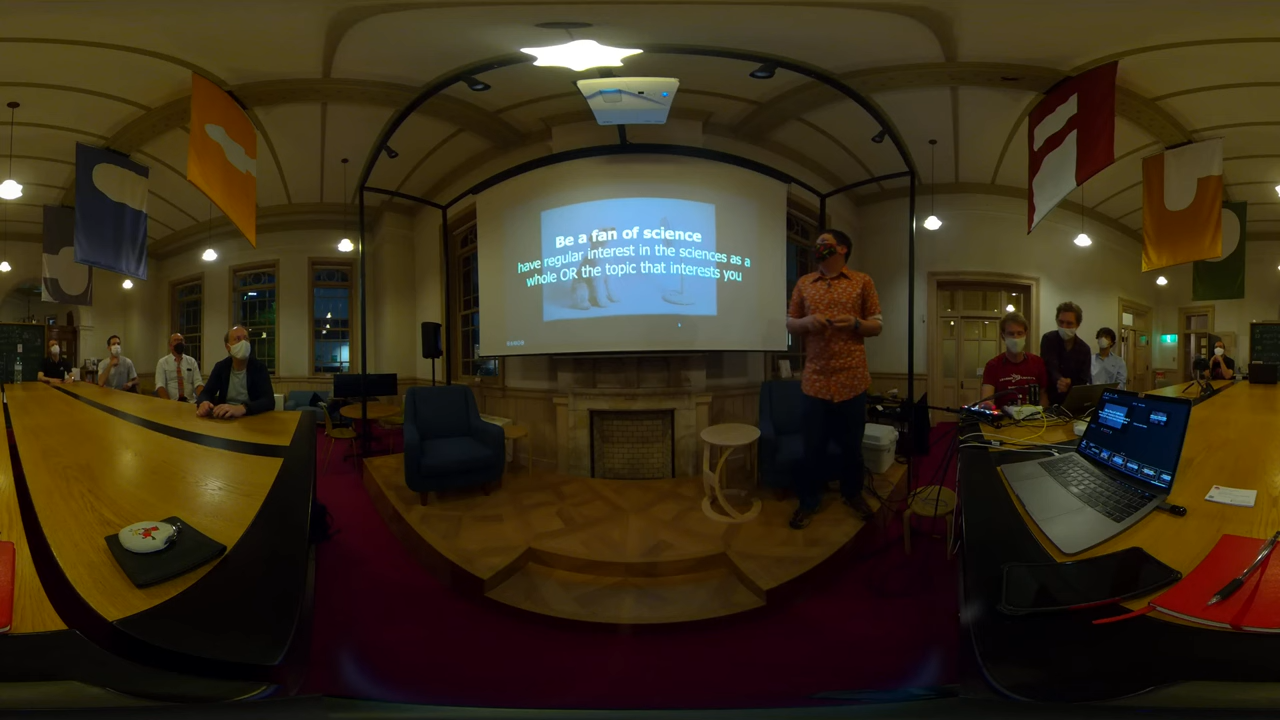 Be a fan of science
have regular interest in the sciences as a
whole OR the topic that interests you